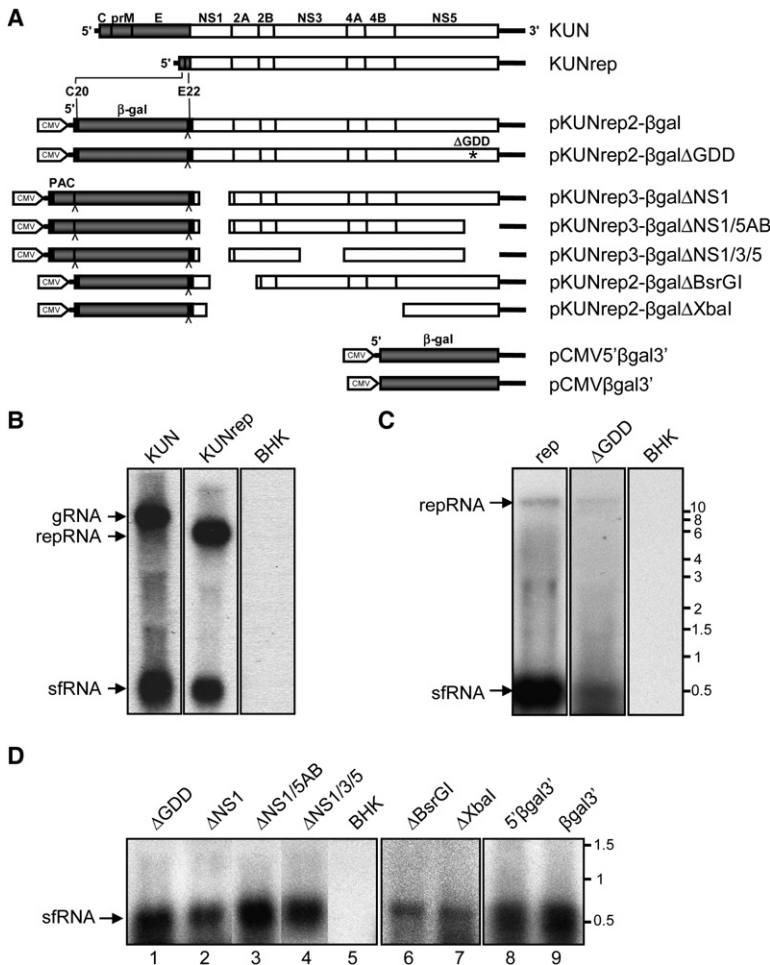 A
C prM E NS1 2A 2B NS3 4A 4B NS5
5' 3' KUN
5' KUNrep
C20 E22
5' β-gal
CMV pKUNrep2-βgal
ΔGDD
CMV * pKUNrep2-βgalΔGDD
PAC
CMV pKUNrep3-βgalΔNS1
CMV pKUNrep3-βgalΔNS1/5AB
CMV pKUNrep3-βgalΔNS1/3/5
CMV pKUNrep2-βgalΔBsrGI
CMV pKUNrep2-βgalΔXbaI
5' β-gal
CMV pCMV5'βgal3'
CMV pCMVβgal3'
B
KUN KUNrep BHK
gRNA
repRNA
sfRNA
C
rep ΔGDD BHK
repRNA
10
8
6
4
3
2
1.5
1
sfRNA 0.5
D
ΔGDD ΔNS1 ΔNS1/5AB ΔNS1/3/5 BHK ΔBsrGI ΔXbaI 5'βgal3' βgal3'
1.5
1
sfRNA 0.5
1 2 3 4 5 6 7 8 9